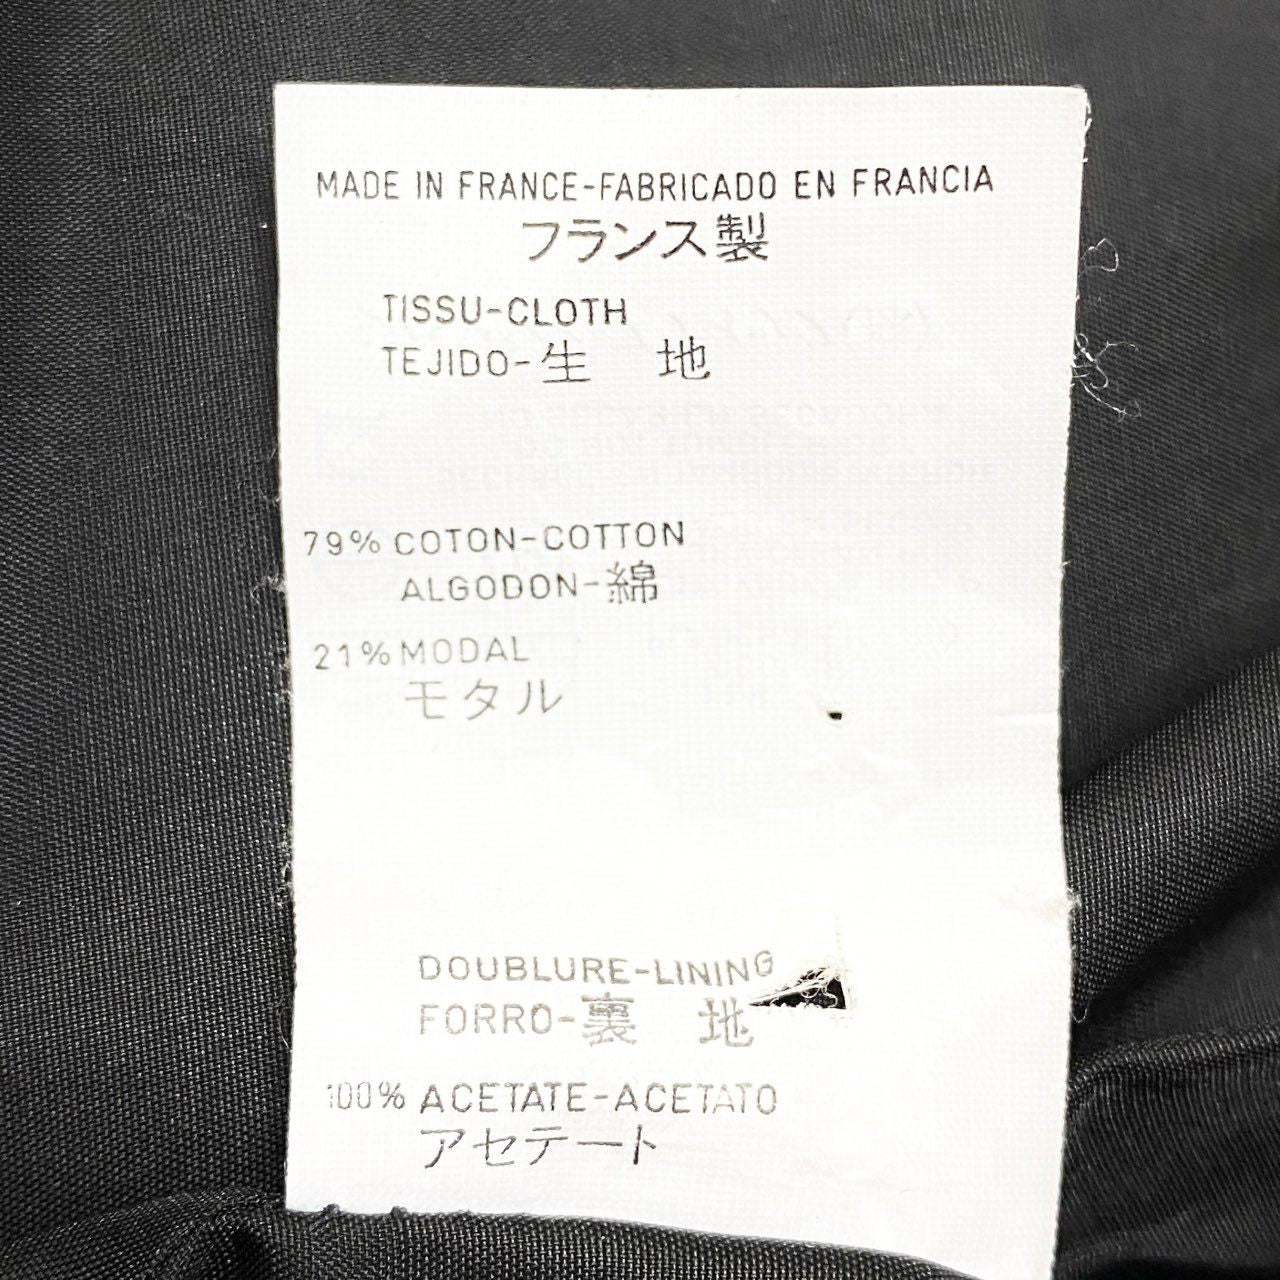 MADE IN FRANCE-FABRICADO EN FRANCIA
フランス製
TISSU-CLOTH
TEJIDO-生 地
79% COTON-COTTON
ALGODON-綿
21% MODAL
モタル
DOUBLURE-LINING
FORRO-裏 地
100% ACETATE-ACETATO
アセテート